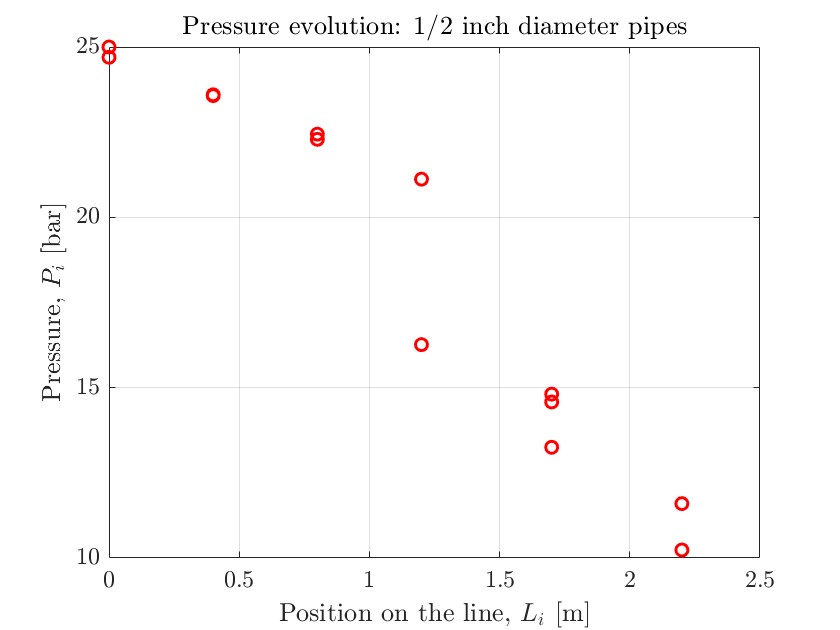 Pressure evolution: 1/2 inch diameter pipes
25
20
15
10
Pressure, P_i [bar]
0 0.5 1 1.5 2 2.5
Position on the line, L_i [m]